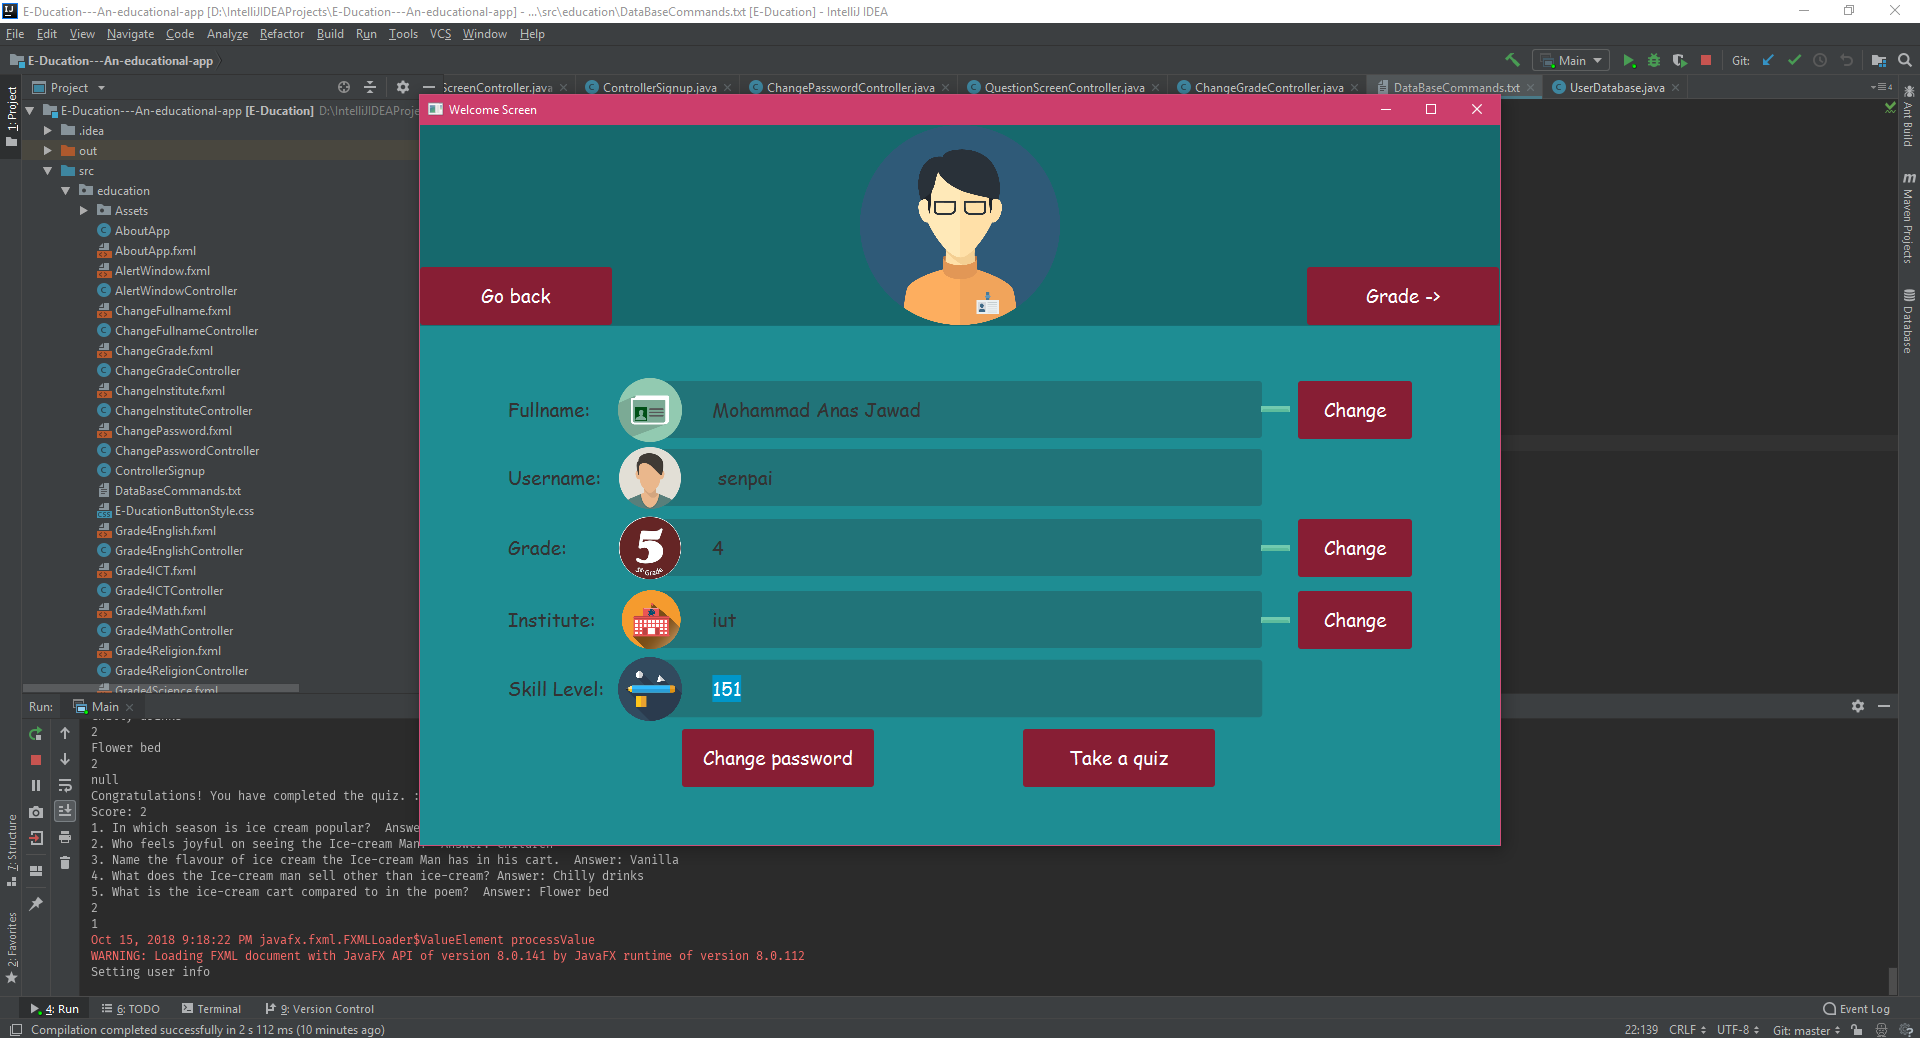 E-Ducation---An-educational-app [D:\IntelliJIDEAProjects\E-Ducation---An-educational-app] - ...\src\education\DataBaseCommands.txt [E-Ducation] - IntelliJ IDEA
File Edit View Navigate Code Analyze Refactor Build Run Tools VCS Window Help
E-Ducation---An-educational-app
Main
Git:
Project
ScreenController.java
ControllerSignup.java
ChangePasswordController.java
QuestionScreenController.java
ChangeGradeController.java
DataBaseCommands.txt
UserDatabase.java
4
1: Project
E-Ducation---An-educational-app [E-Ducation] D:\IntelliJIDEAProje
.idea
out
src
education
Assets
AboutApp
AboutApp.fxml
AlertWindow.fxml
AlertWindowController
ChangeFullname.fxml
ChangeFullnameController
ChangeGrade.fxml
ChangeGradeController
ChangeInstitute.fxml
ChangeInstituteController
ChangePassword.fxml
ChangePasswordController
ControllerSignup
DataBaseCommands.txt
E-DucationButtonStyle.css
Grade4English.fxml
Grade4EnglishController
Grade4ICT.fxml
Grade4ICTController
Grade4Math.fxml
Grade4MathController
Grade4Religion.fxml
Grade4ReligionController
Grade4Science.fxml
Welcome Screen
Go back
Grade ->
Fullname: Mohammad Anas Jawad Change
Username: senpai
Grade: 5 4 Change
Institute: iut Change
Skill Level: 151
Change password Take a quiz
Ant Build
Maven Projects
Database
Run: Main
Chilly drinks
2
Flower bed
2
null
Congratulations! You have completed the quiz. :
Score: 2
1. In which season is ice cream popular?  Answe
2. Who feels joyful on seeing the Ice-cream Man?  Answer: Children
3. Name the flavour of ice cream the Ice-cream Man has in his cart.  Answer: Vanilla
4. What does the Ice-cream man sell other than ice-cream? Answer: Chilly drinks
5. What is the ice-cream cart compared to in the poem?  Answer: Flower bed
2
1
Oct 15, 2018 9:18:22 PM javafx.fxml.FXMLLoader$ValueElement processValue
WARNING: Loading FXML document with JavaFX API of version 8.0.141 by JavaFX runtime of version 8.0.112
Setting user info
7: Structure
2: Favorites
4: Run 6: TODO Terminal 9: Version Control Event Log
Compilation completed successfully in 2 s 112 ms (10 minutes ago) 22:139 CRLF UTF-8 Git: master